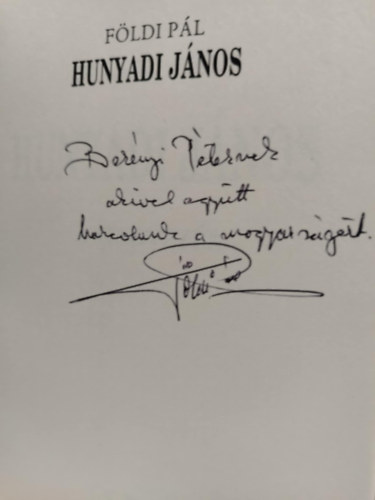 FÖLDI PÁL
HUNYADI JÁNOS
Berényi Péternek
akivel együtt
harcolunk a magyarságért.